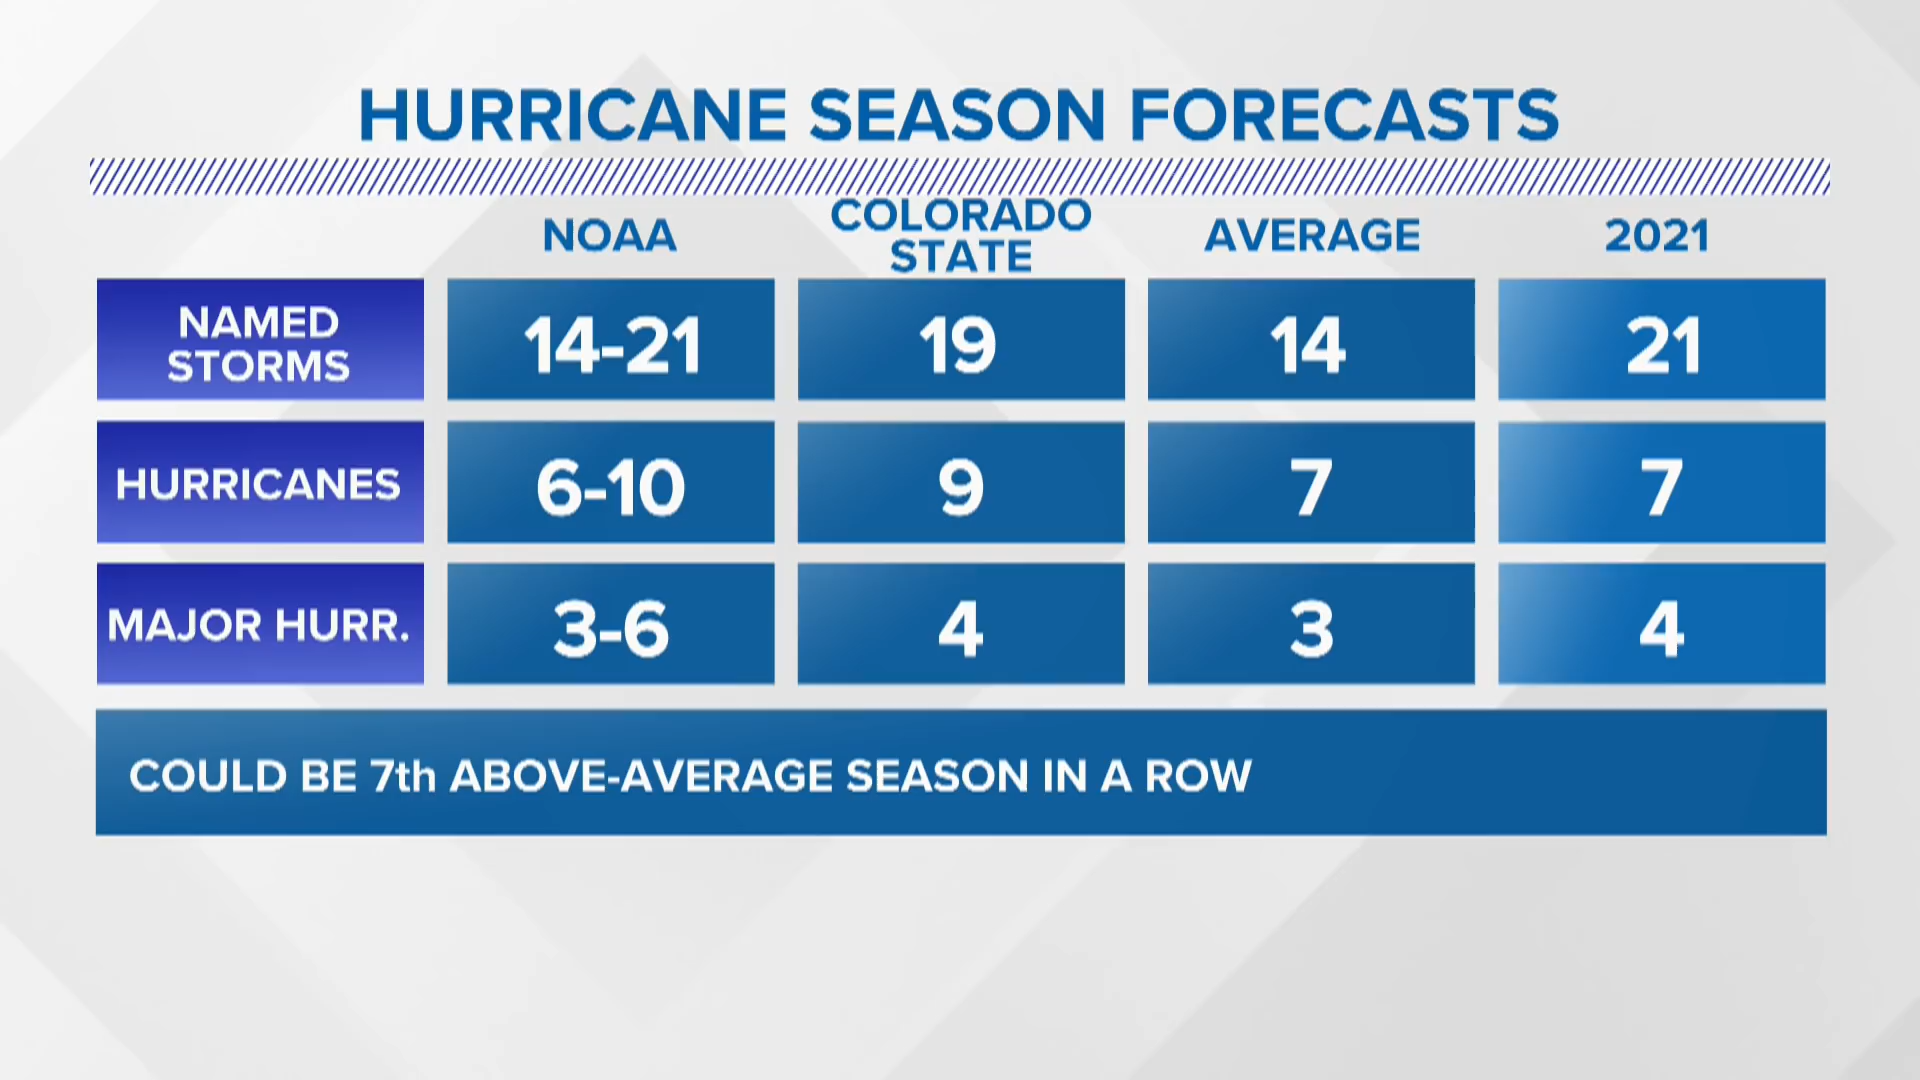 HURRICANE SEASON FORECASTS
NOAA
COLORADO
STATE
AVERAGE
2021
NAMED
STORMS
14-21
19
14
21
HURRICANES
6-10
9
7
7
MAJOR HURR.
3-6
4
3
4
COULD BE 7th ABOVE-AVERAGE SEASON IN A ROW